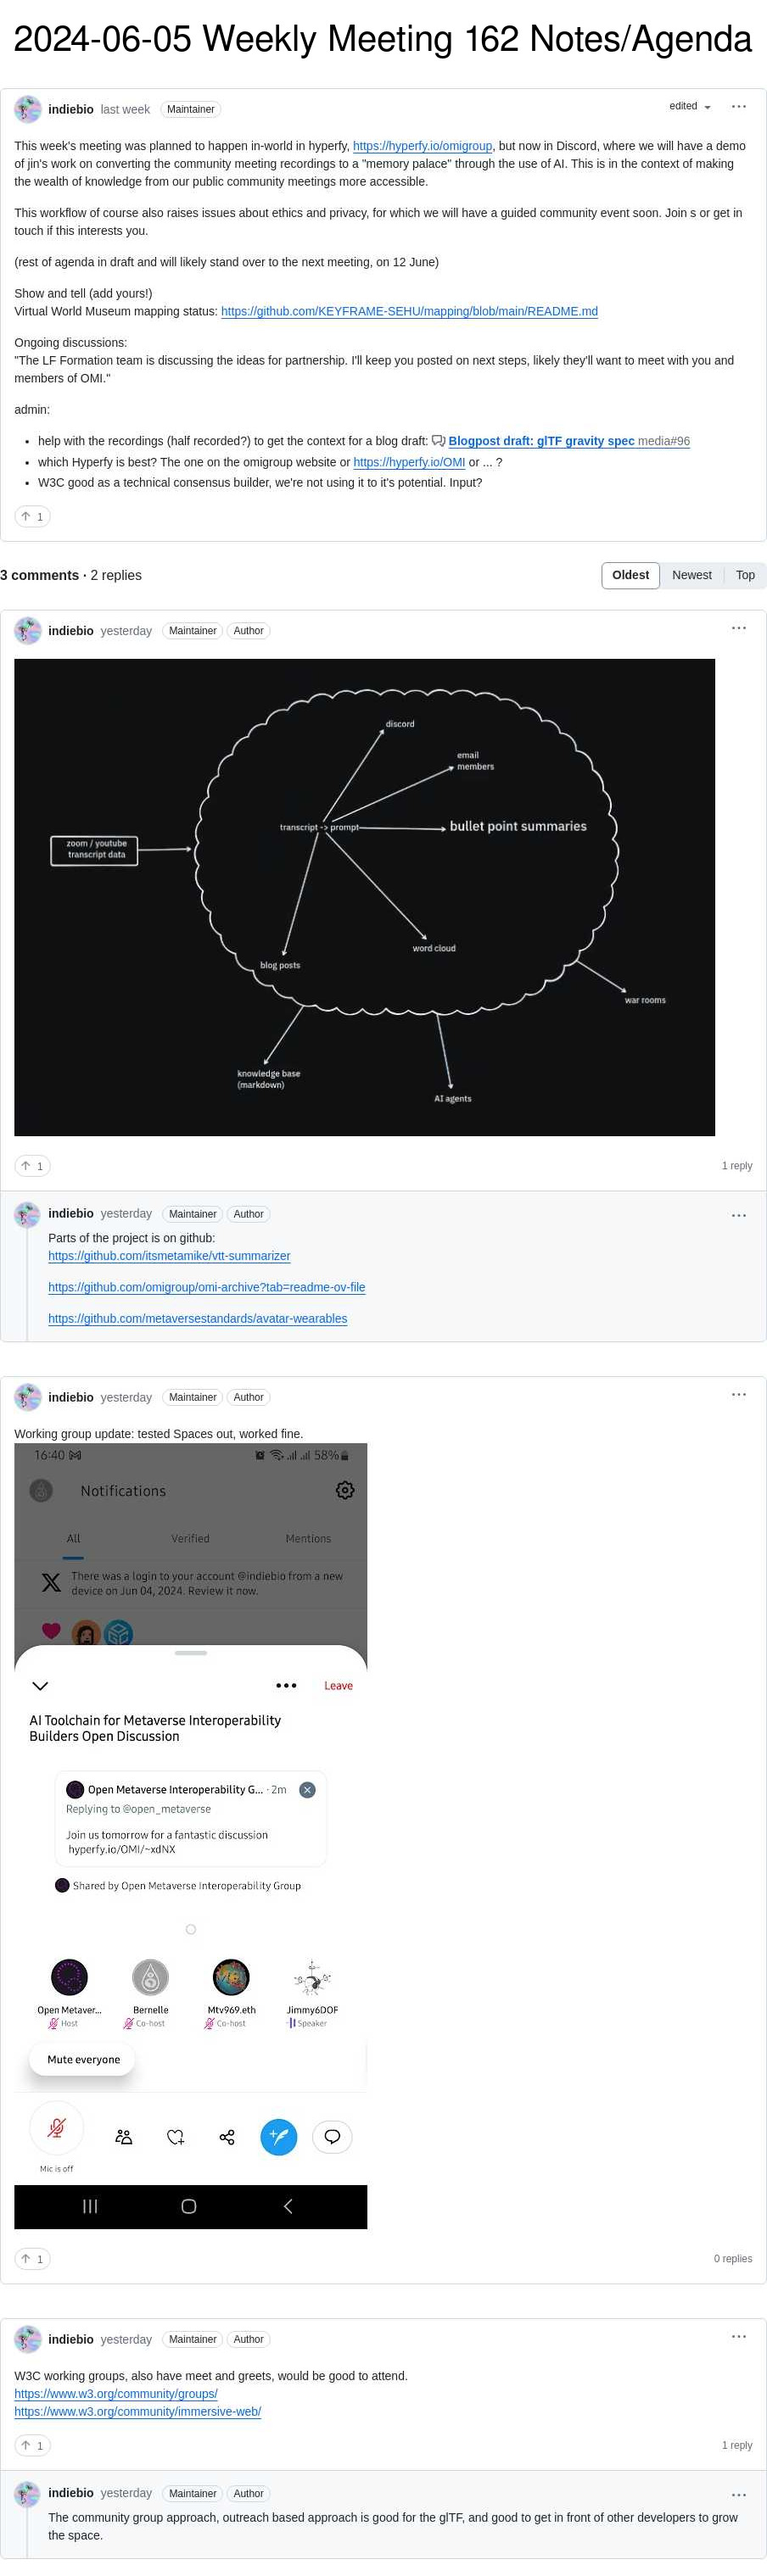 2024-06-05 Weekly Meeting 162 Notes/Agenda
indiebio last week Maintainer edited
This week's meeting was planned to happen in-world in hyperfy, https://hyperfy.io/omigroup, but now in Discord, where we will have a demo
of jin's work on converting the community meeting recordings to a "memory palace" through the use of AI. This is in the context of making
the wealth of knowledge from our public community meetings more accessible.
This workflow of course also raises issues about ethics and privacy, for which we will have a guided community event soon. Join s or get in
touch if this interests you.
(rest of agenda in draft and will likely stand over to the next meeting, on 12 June)
Show and tell (add yours!)
Virtual World Museum mapping status: https://github.com/KEYFRAME-SEHU/mapping/blob/main/README.md
Ongoing discussions:
"The LF Formation team is discussing the ideas for partnership. I'll keep you posted on next steps, likely they'll want to meet with you and
members of OMI."
admin:
• help with the recordings (half recorded?) to get the context for a blog draft: Blogpost draft: glTF gravity spec media#96
• which Hyperfy is best? The one on the omigroup website or https://hyperfy.io/OMI or ... ?
• W3C good as a technical consensus builder, we're not using it to it's potential. Input?
1
3 comments · 2 replies Oldest Newest Top
indiebio yesterday Maintainer Author
discord
email
members
zoom / youtube
transcript data
transcript -> prompt
bullet point summaries
word cloud
blog posts
war rooms
knowledge base
(markdown)
AI agents
1 1 reply
indiebio yesterday Maintainer Author
Parts of the project is on github:
https://github.com/itsmetamike/vtt-summarizer
https://github.com/omigroup/omi-archive?tab=readme-ov-file
https://github.com/metaversestandards/avatar-wearables
indiebio yesterday Maintainer Author
Working group update: tested Spaces out, worked fine.
16:40 58%
Notifications
All Verified Mentions
There was a login to your account @indiebio from a new
device on Jun 04, 2024. Review it now.
Leave
AI Toolchain for Metaverse Interoperability
Builders Open Discussion
Open Metaverse Interoperability G... · 2m
Replying to @open_metaverse
Join us tomorrow for a fantastic discussion
hyperfy.io/OMI/~xdNX
Shared by Open Metaverse Interoperability Group
Open Metaver... Bernelle Mtv969.eth Jimmy6DOF
Host Co-host Co-host Speaker
Mute everyone
Mic is off
1 0 replies
indiebio yesterday Maintainer Author
W3C working groups, also have meet and greets, would be good to attend.
https://www.w3.org/community/groups/
https://www.w3.org/community/immersive-web/
1 1 reply
indiebio yesterday Maintainer Author
The community group approach, outreach based approach is good for the glTF, and good to get in front of other developers to grow
the space.